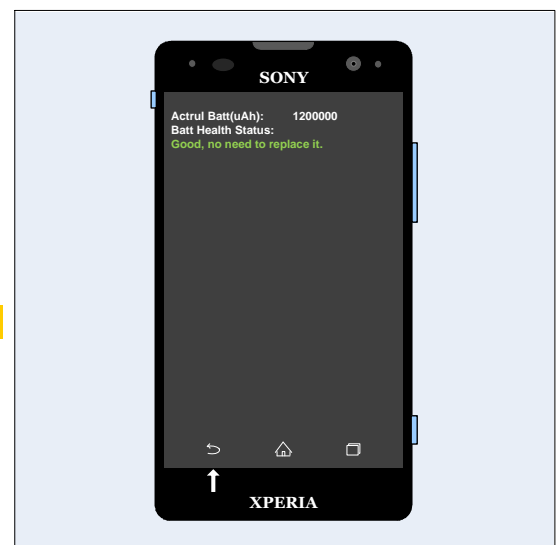 SONY
Actrul Batt(uAh): 1200000
Batt Health Status:
Good, no need to replace it.
XPERIA